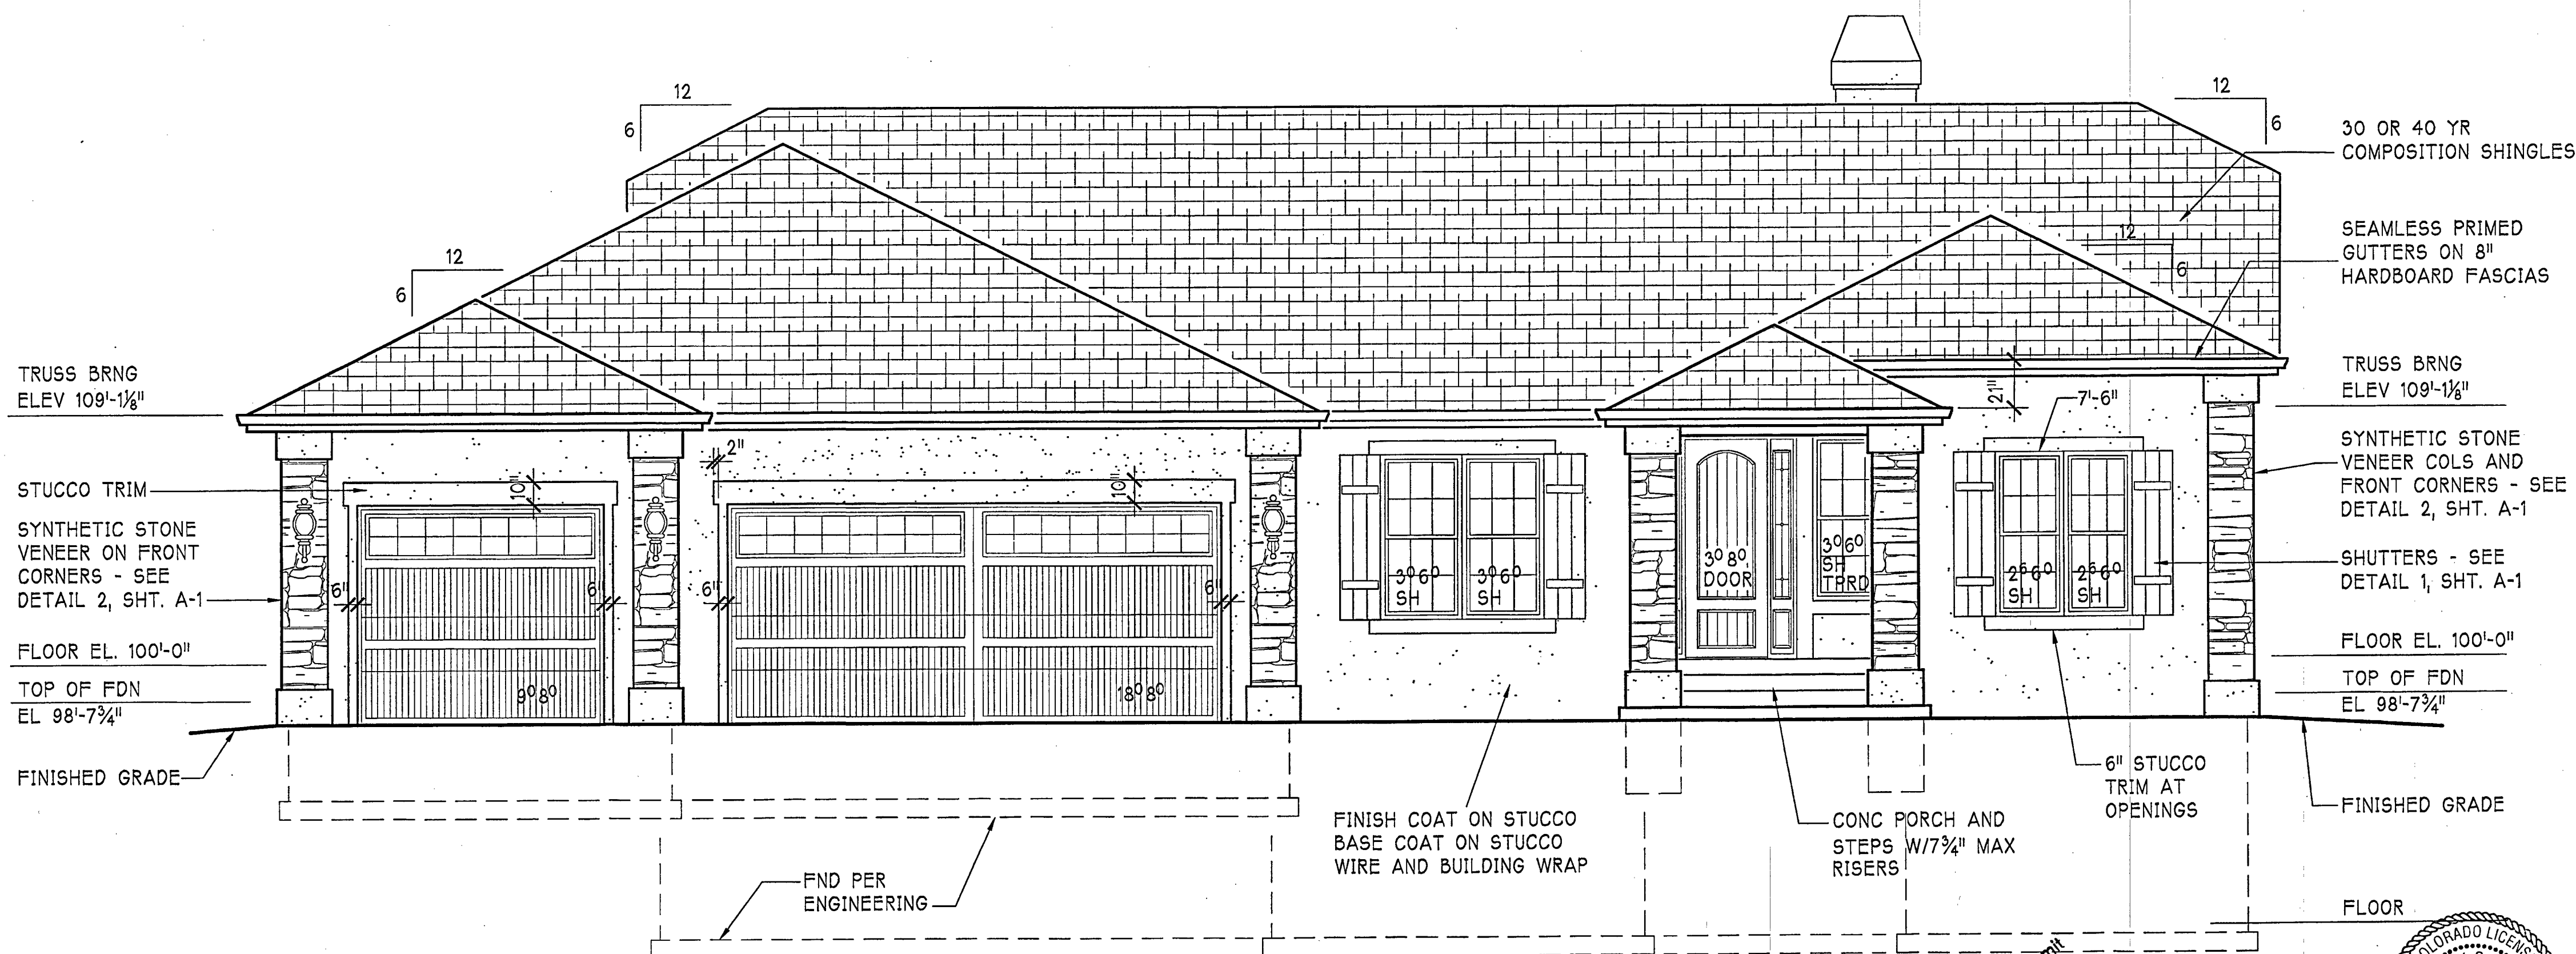 12
6
12
6
30 OR 40 YR
COMPOSITION SHINGLES
SEAMLESS PRIMED
GUTTERS ON 8"
HARDBOARD FASCIAS
12
6
12
6
TRUSS BRNG
ELEV 109'-1⅛"
TRUSS BRNG
ELEV 109'-1⅛"
21"
7'-6"
2"
STUCCO TRIM
10"
10"
SYNTHETIC STONE
VENEER ON FRONT
CORNERS - SEE
DETAIL 2, SHT. A-1
SYNTHETIC STONE
VENEER COLS AND
FRONT CORNERS - SEE
DETAIL 2, SHT. A-1
SHUTTERS - SEE
DETAIL 1, SHT. A-1
6"
6"
6"
6"
3⁰6⁰
SH
3⁰6⁰
SH
3⁰8⁰
DOOR
3⁰6⁰
SH
TPRD
2⁶6⁰
SH
2⁶6⁰
SH
FLOOR EL. 100'-0"
TOP OF FDN
EL 98'-7¾"
9⁰8⁰
18⁰8⁰
FLOOR EL. 100'-0"
TOP OF FDN
EL 98'-7¾"
FINISHED GRADE
FINISH COAT ON STUCCO
BASE COAT ON STUCCO
WIRE AND BUILDING WRAP
CONC PORCH AND
STEPS W/7¾" MAX
RISERS
6" STUCCO
TRIM AT
OPENINGS
FINISHED GRADE
FND PER
ENGINEERING
FLOOR
COLORADO LICENS